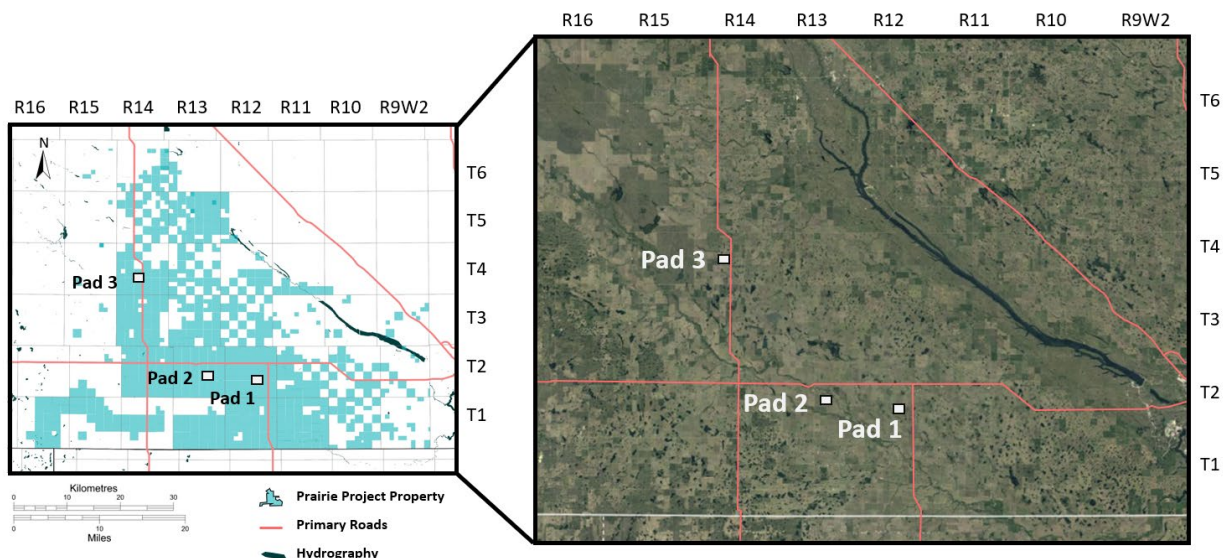 R16 R15 R14 R13 R12 R11 R10 R9W2
N
T6
T5
T4
T3
T2
T1
Pad 3
Pad 2
Pad 1
Kilometres
0 10 20 30
0 10 20
Miles
Prairie Project Property
Primary Roads
Hydrography
R16 R15 R14 R13 R12 R11 R10 R9W2
T6
T5
T4
T3
T2
T1
Pad 3
Pad 2
Pad 1